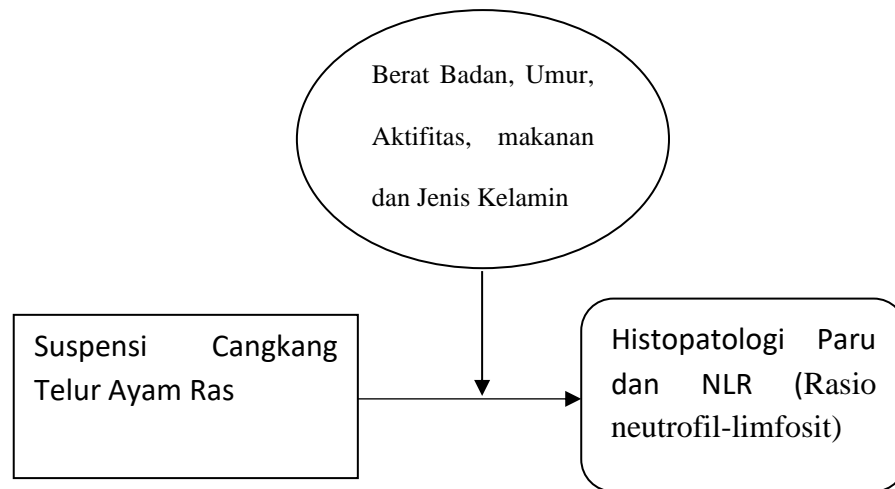 Berat Badan, Umur,
Aktifitas, makanan
dan Jenis Kelamin
Suspensi Cangkang
Telur Ayam Ras
Histopatologi Paru
dan NLR (Rasio
neutrofil-limfosit)